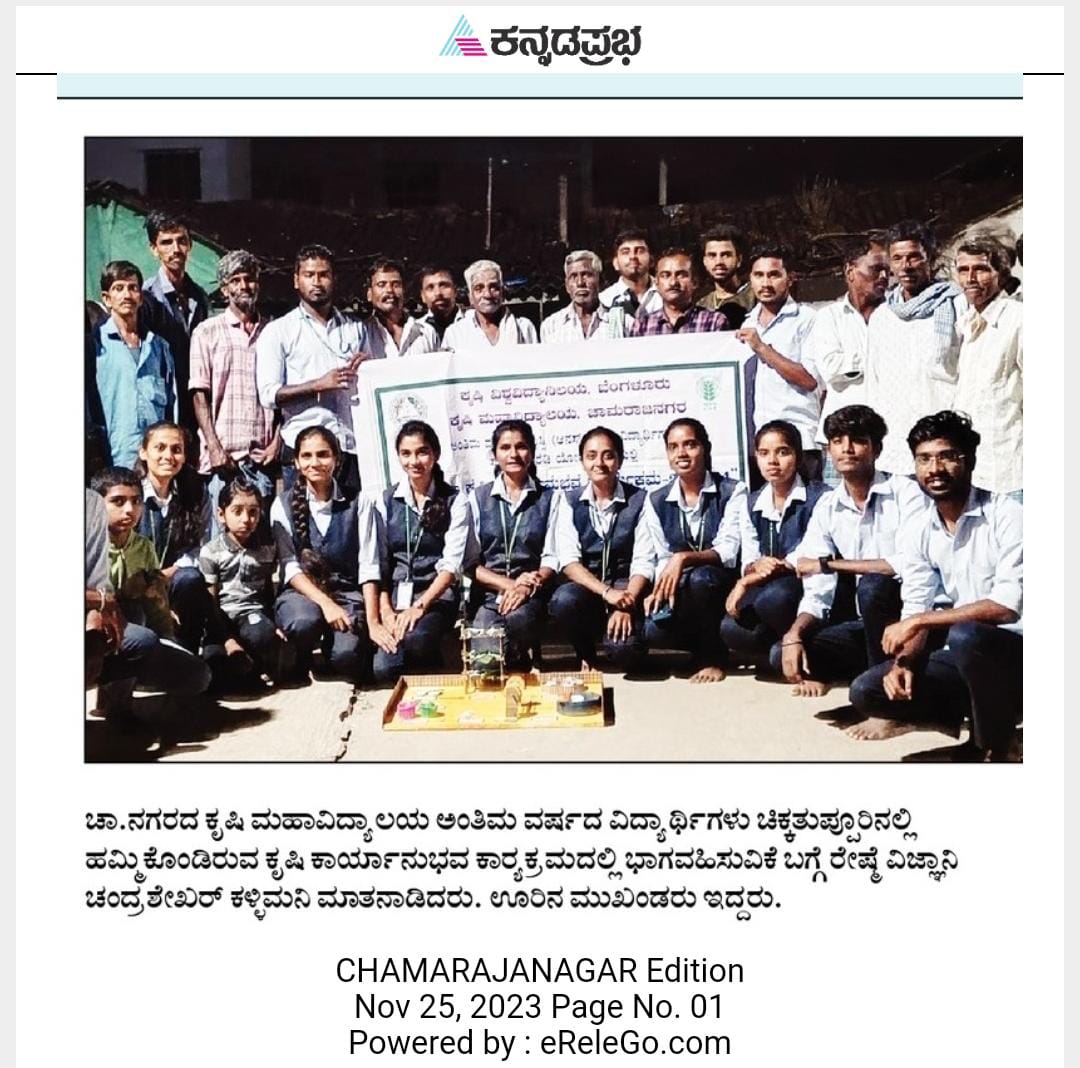 ಕನ್ನಡಪ್ರಭ
ಕೃಷಿ ವಿಶ್ವವಿದ್ಯಾನಿಲಯ, ಬೆಂಗಳೂರು
ಕೃಷಿ ಮಹಾವಿದ್ಯಾಲಯ, ಚಾಮರಾಜನಗರ
ಅಂತಿಮ
ಚಾ.ನಗರದ ಕೃಷಿ ಮಹಾವಿದ್ಯಾಲಯ ಅಂತಿಮ ವರ್ಷದ ವಿದ್ಯಾರ್ಥಿಗಳು ಚಿಕ್ಕತುಪ್ಪೂರಿನಲ್ಲಿ
ಹಮ್ಮಿಕೊಂಡಿರುವ ಕೃಷಿ ಕಾರ್ಯಾನುಭವ ಕಾರ‍್ಯಕ್ರಮದಲ್ಲಿ ಭಾಗವಹಿಸುವಿಕೆ ಬಗ್ಗೆ ರೇಷ್ಮೆ ವಿಜ್ಞಾನಿ
ಚಂದ್ರಶೇಖರ್ ಕಳ್ಳಿಮನಿ ಮಾತನಾಡಿದರು. ಊರಿನ ಮುಖಂಡರು ಇದ್ದರು.
CHAMARAJANAGAR Edition
Nov 25, 2023 Page No. 01
Powered by : eReleGo.com